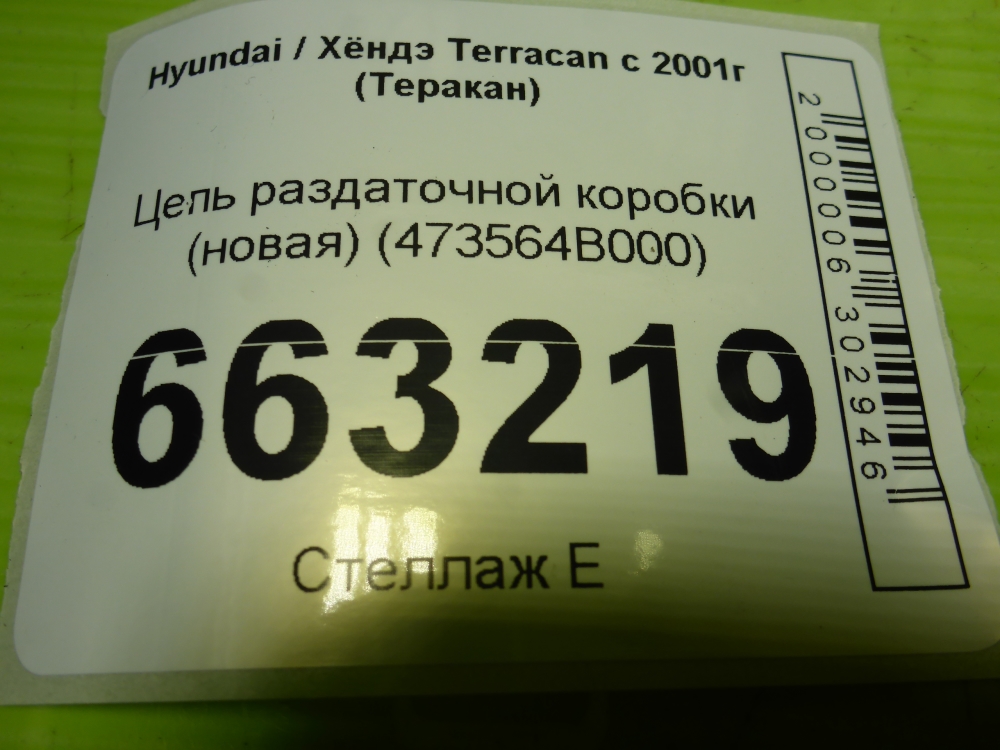 Hyundai / Хёндэ Terracan с 2001г
(Теракан)
Цепь раздаточной коробки
(новая) (473564B000)
663219
Стеллаж Е
2000006302946